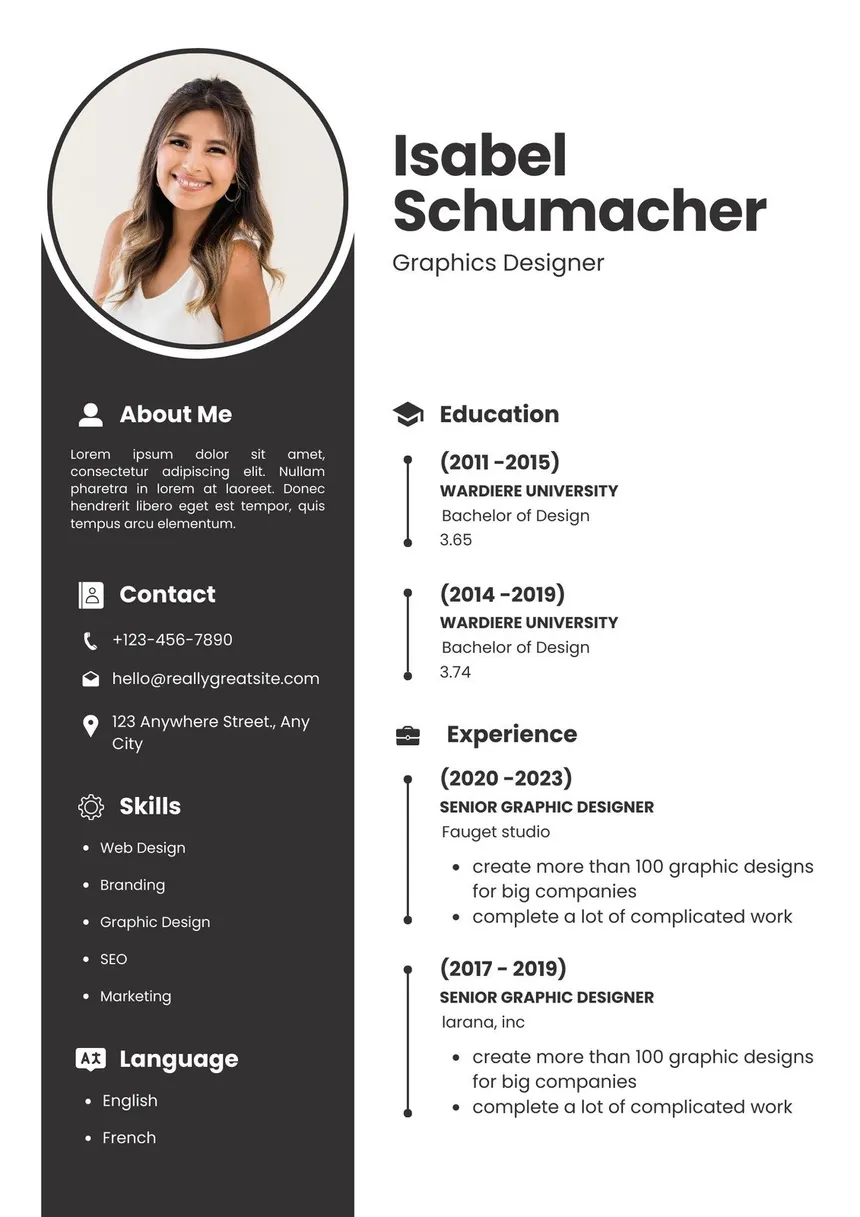 Isabel
Schumacher
Graphics Designer
About Me
Lorem ipsum dolor sit amet,
consectetur adipiscing elit. Nullam
pharetra in lorem at laoreet. Donec
hendrerit libero eget est tempor, quis
tempus arcu elementum.
Contact
+123-456-7890
hello@reallygreatsite.com
123 Anywhere Street., Any
City
Skills
• Web Design
• Branding
• Graphic Design
• SEO
• Marketing
Language
• English
• French
Education
(2011 -2015)
WARDIERE UNIVERSITY
Bachelor of Design
3.65
(2014 -2019)
WARDIERE UNIVERSITY
Bachelor of Design
3.74
Experience
(2020 -2023)
SENIOR GRAPHIC DESIGNER
Fauget studio
• create more than 100 graphic designs
for big companies
• complete a lot of complicated work
(2017 - 2019)
SENIOR GRAPHIC DESIGNER
larana, inc
• create more than 100 graphic designs
for big companies
• complete a lot of complicated work